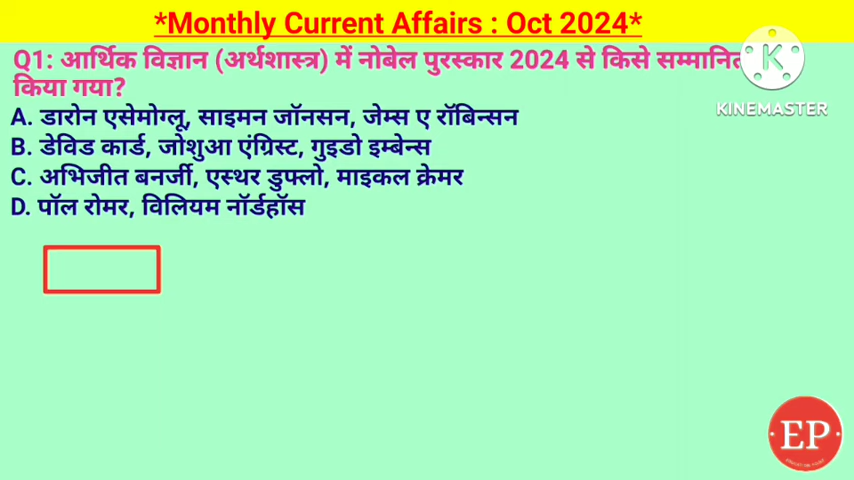 *Monthly Current Affairs : Oct 2024*
Q1: आर्थिक विज्ञान (अर्थशास्त्र) में नोबेल पुरस्कार 2024 से किसे सम्मानित
किया गया?
KINEMASTER
A. डारोन एसेमोग्लू, साइमन जॉनसन, जेम्स ए रॉबिन्सन
B. डेविड कार्ड, जोशुआ एंग्रिस्ट, गुइडो इम्बेन्स
C. अभिजीत बनर्जी, एस्थर डुफ्लो, माइकल क्रेमर
D. पॉल रोमर, विलियम नॉर्डहॉस
EP